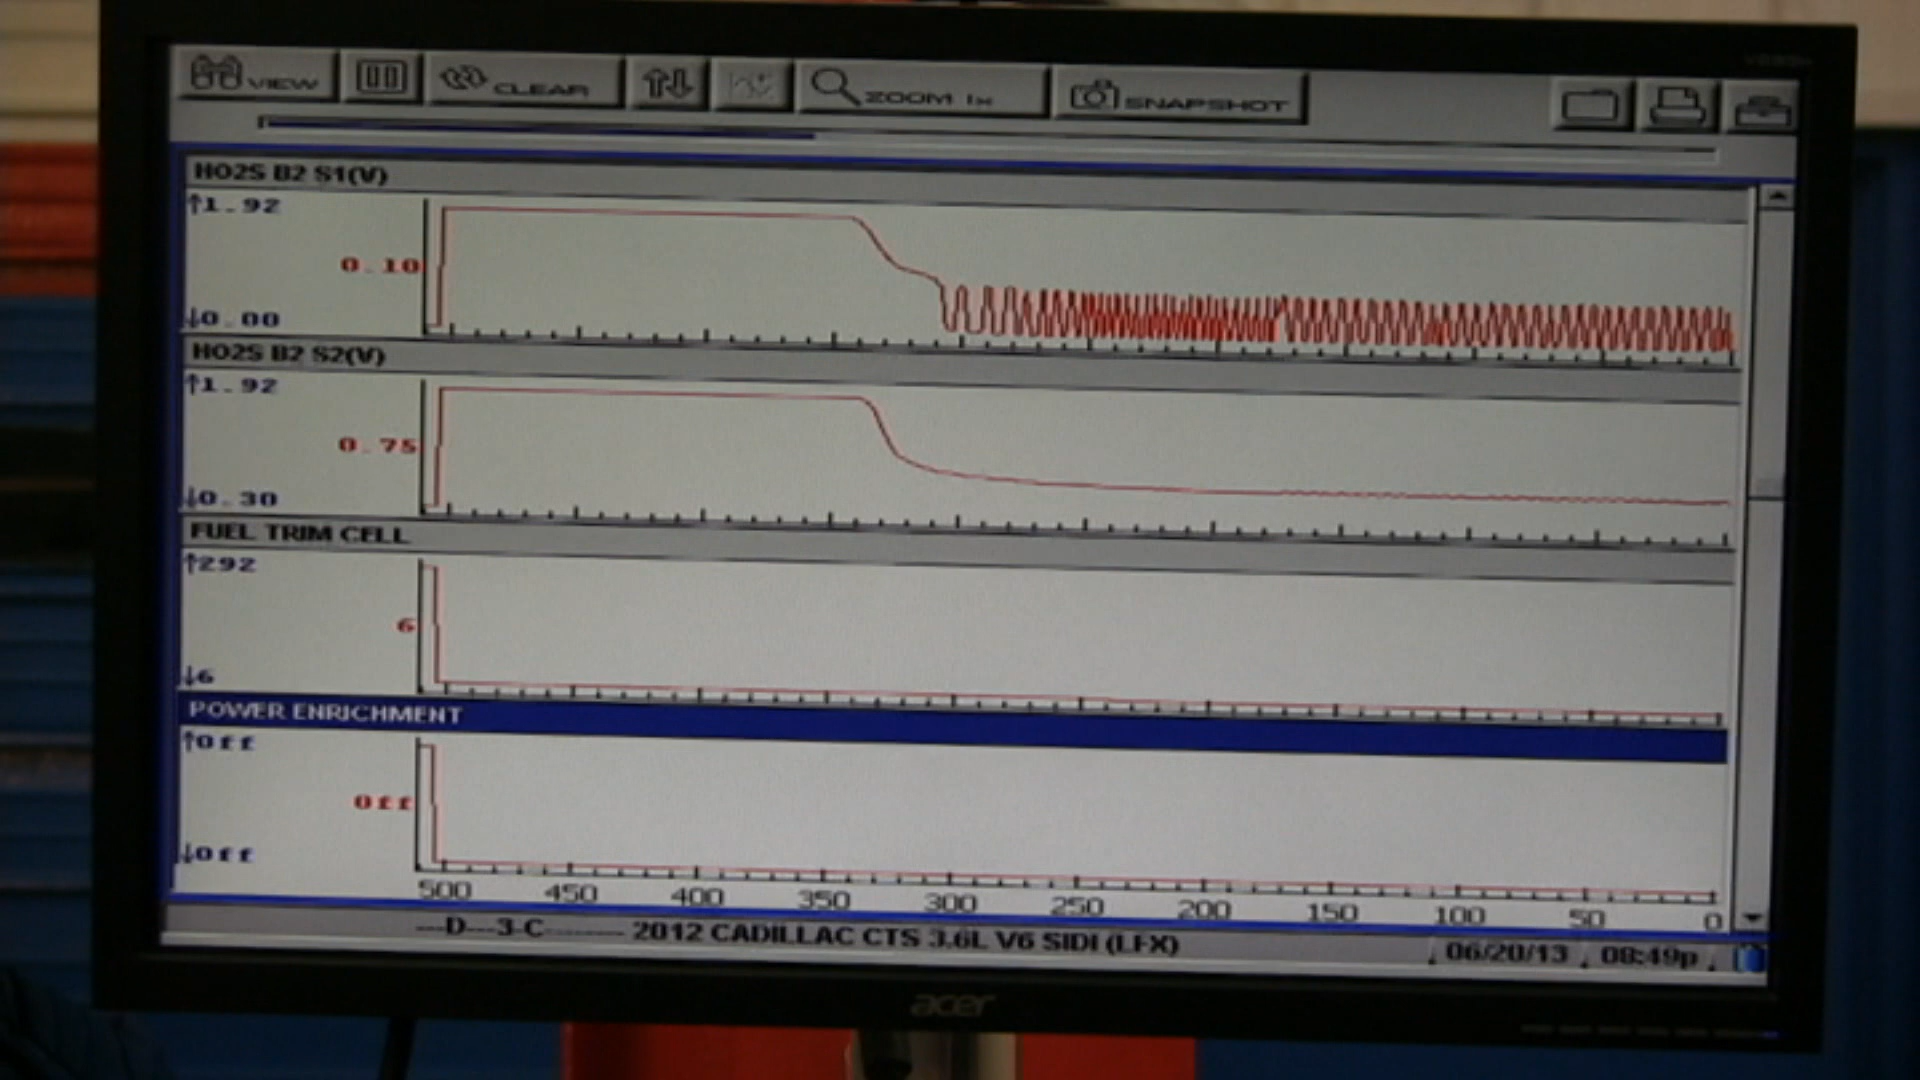 VIEW CLEAR ZOOM 1x SNAPSHOT
HO2S B2 S1(V)
↑1.92
0.10
↓0.00
HO2S B2 S2(V)
↑1.92
0.75
↓0.30
FUEL TRIM CELL
↑292
6
↓6
POWER ENRICHMENT
↑Off
Off
↓Off
500 450 400 350 300 250 200 150 100 50 0
---D---3-C-------- 2012 CADILLAC CTS 3.6L V6 SIDI (LFX) 06/20/13 08:49p
acer